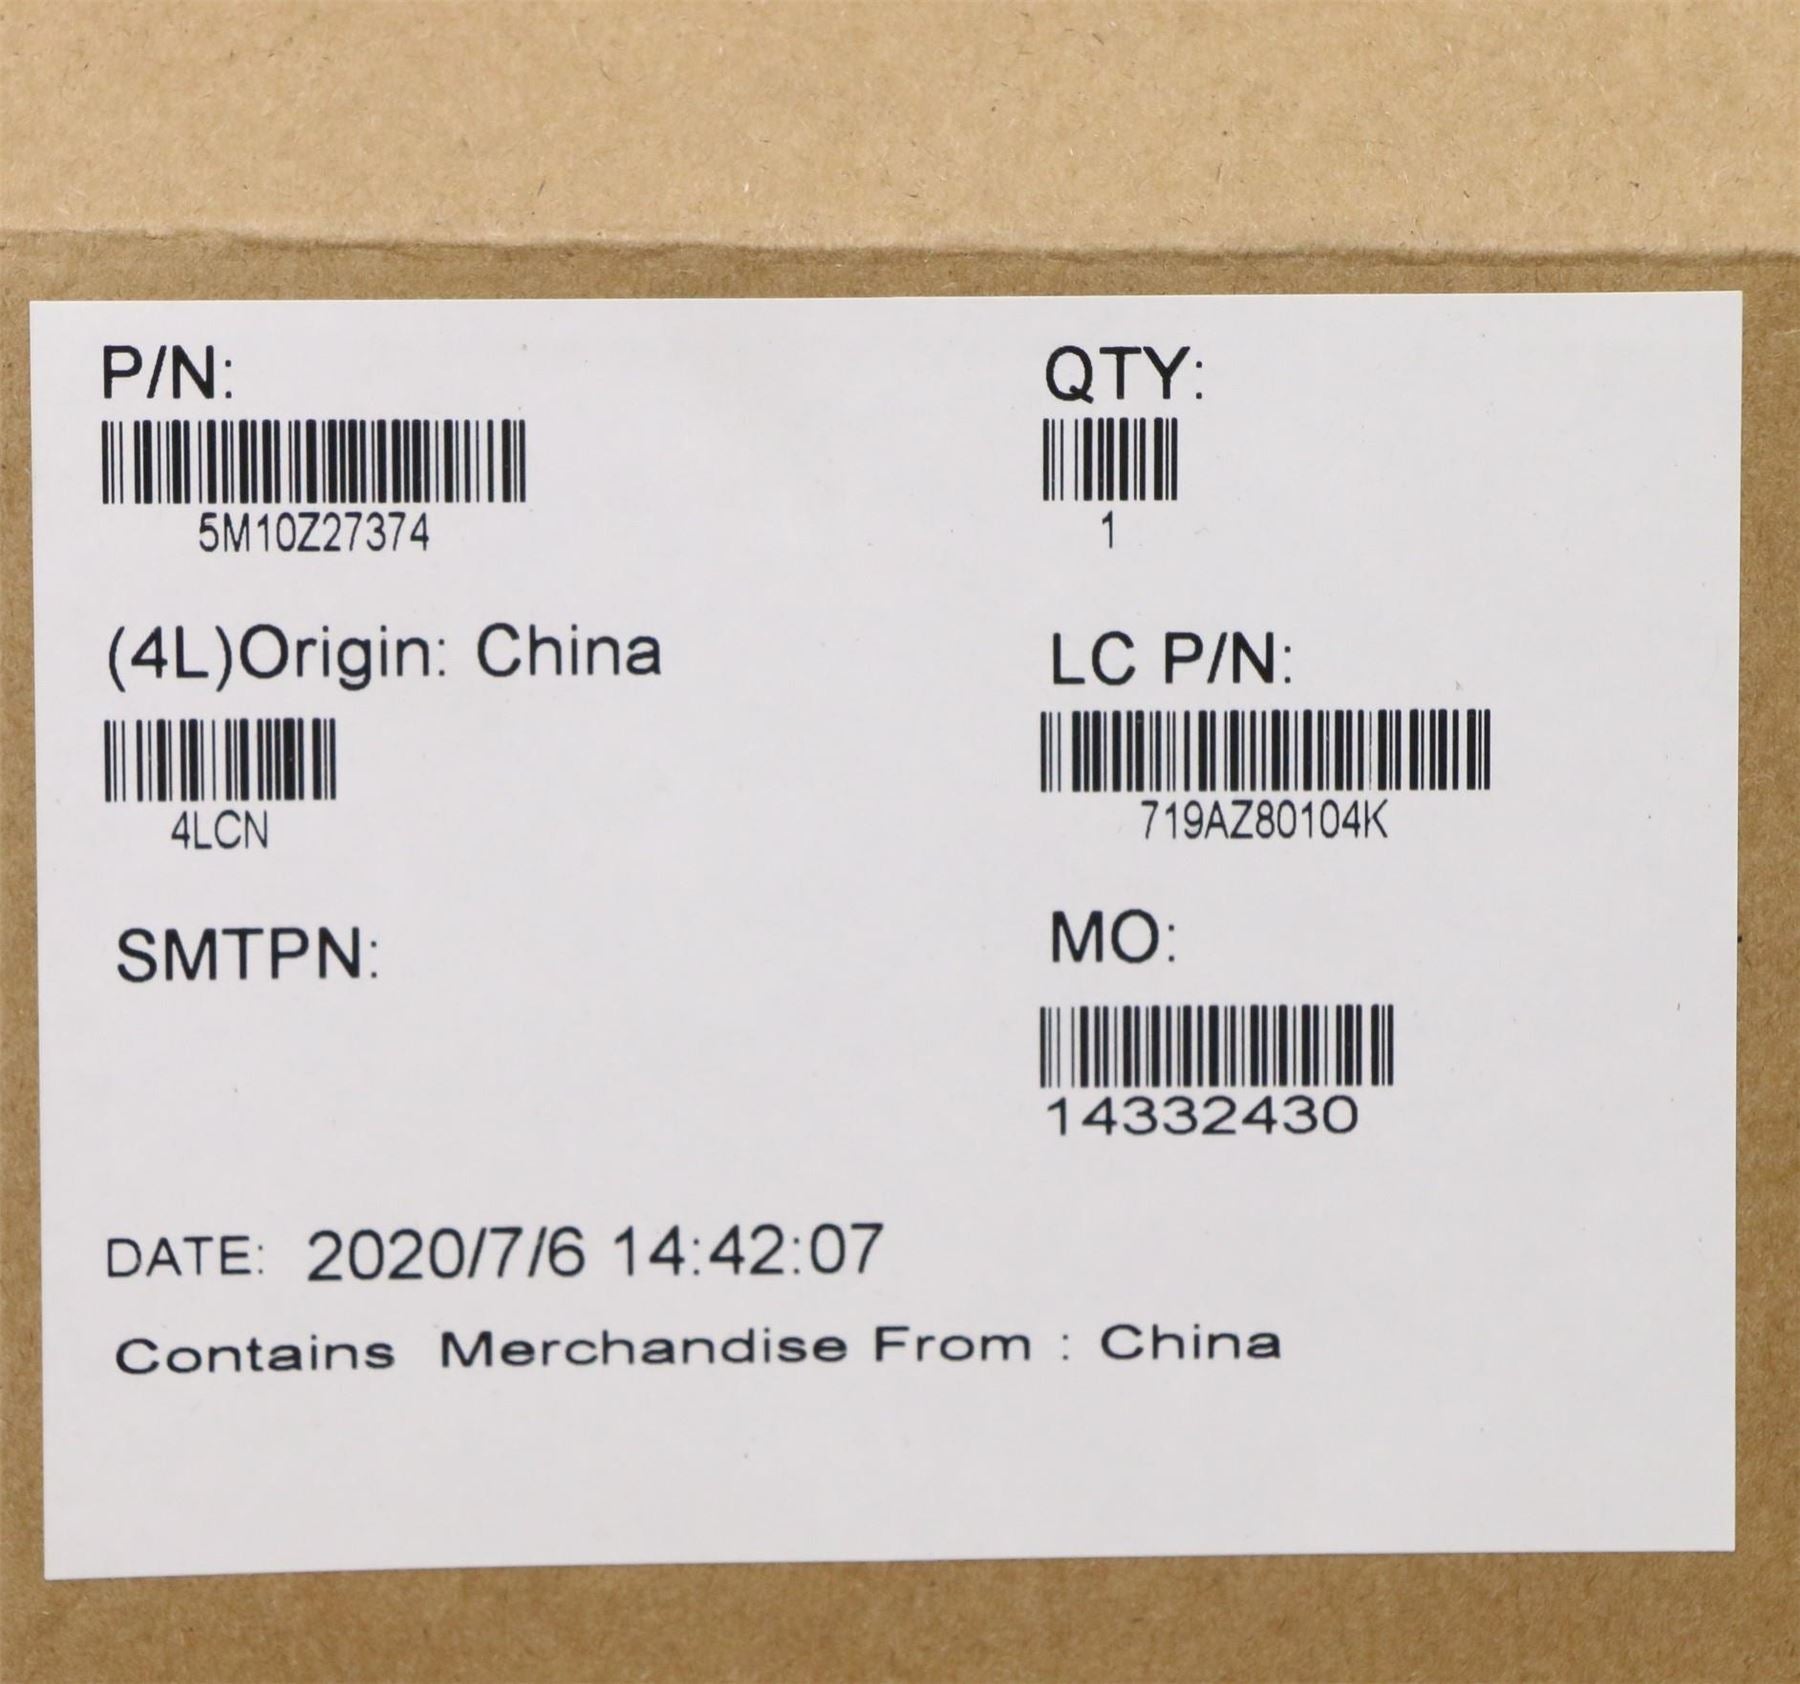 P/N:
5M10Z27374
QTY:
1
(4L)Origin: China
4LCN
LC P/N:
719AZ80104K
SMTPN:
MO:
14332430
DATE: 2020/7/6 14:42:07
Contains Merchandise From : China